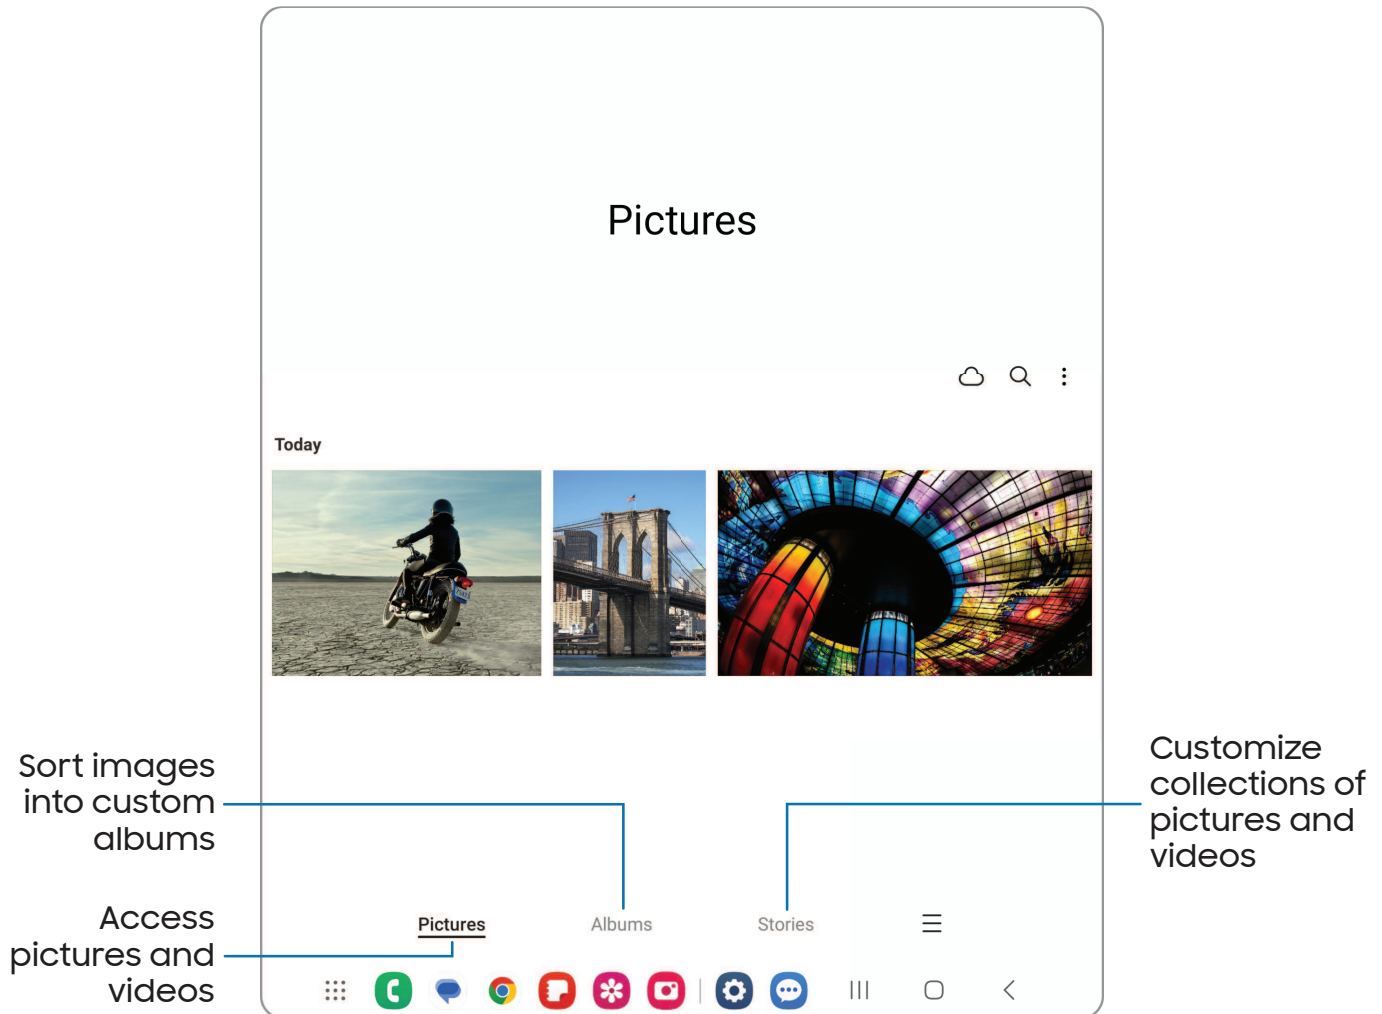 Pictures
Today
Sort images
into custom
albums
Customize
collections of
pictures and
videos
Access
pictures and
videos
Pictures
Albums
Stories